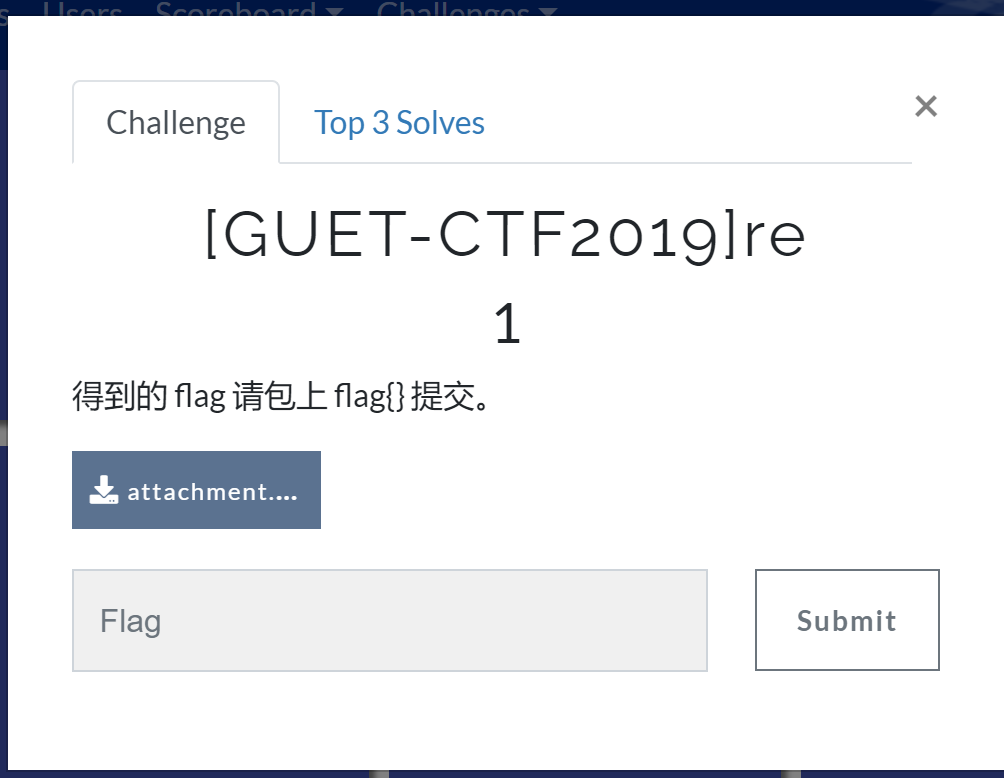 Users Scoreboard Challenges
Challenge Top 3 Solves ×
[GUET-CTF2019]re
1
得到的 flag 请包上 flag{} 提交。
attachment....
Flag Submit